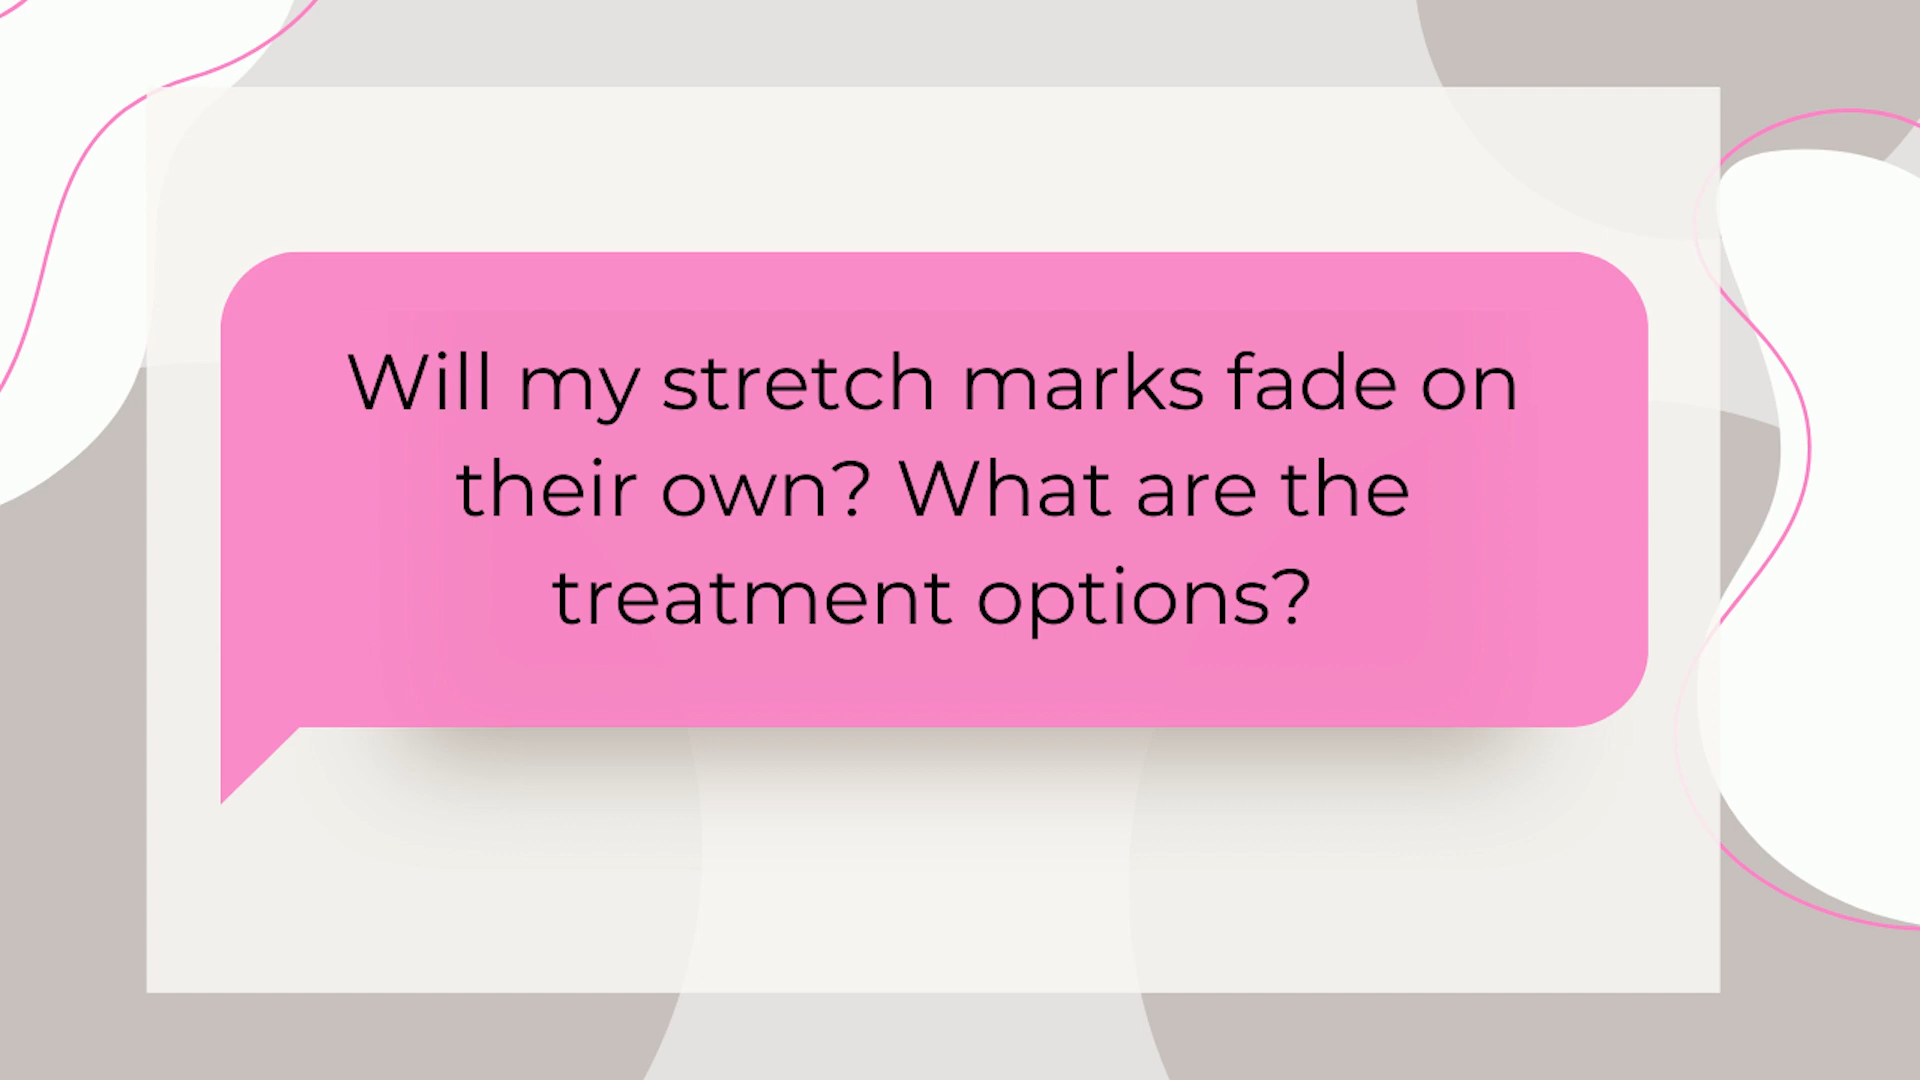 Will my stretch marks fade on
their own? What are the
treatment options?